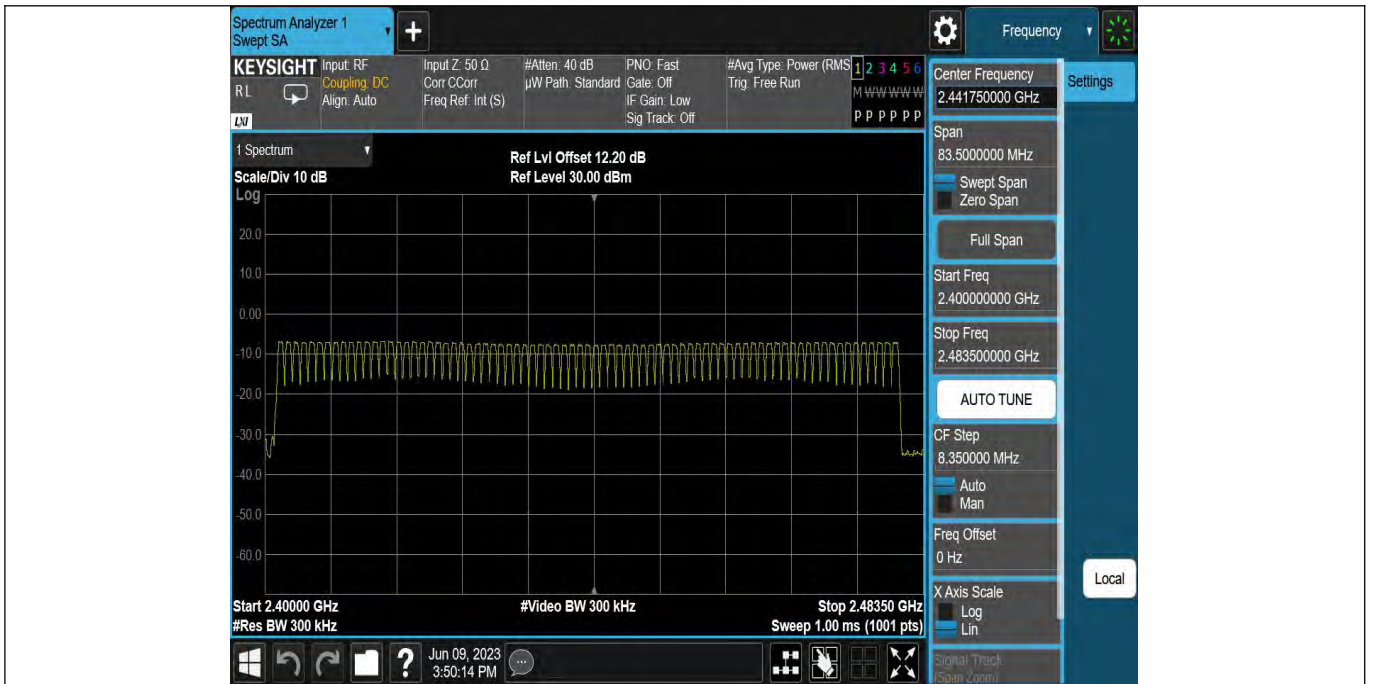 Spectrum Analyzer 1
Swept SA
+
Frequency
KEYSIGHT
RL
LXI
Input: RF
Coupling: DC
Align: Auto
Input Z: 50 Ω
Corr CCorr
Freq Ref: Int (S)
#Atten: 40 dB
µW Path: Standard
PNO: Fast
Gate: Off
IF Gain: Low
Sig Track: Off
#Avg Type: Power (RMS
Trig: Free Run
1 2 3 4 5 6
M W W W W W
P P P P P P
1 Spectrum
Scale/Div 10 dB
Ref Lvl Offset 12.20 dB
Ref Level 30.00 dBm
Log
20.0
10.0
0.00
-10.0
-20.0
-30.0
-40.0
-50.0
-60.0
Start 2.40000 GHz
#Res BW 300 kHz
#Video BW 300 kHz
Stop 2.48350 GHz
Sweep 1.00 ms (1001 pts)
Center Frequency
2.441750000 GHz
Settings
Span
83.5000000 MHz
Swept Span
Zero Span
Full Span
Start Freq
2.400000000 GHz
Stop Freq
2.483500000 GHz
AUTO TUNE
CF Step
8.350000 MHz
Auto
Man
Freq Offset
0 Hz
X Axis Scale
Log
Lin
Local
Signal Track
(Span Zoom)
?
Jun 09, 2023
3:50:14 PM